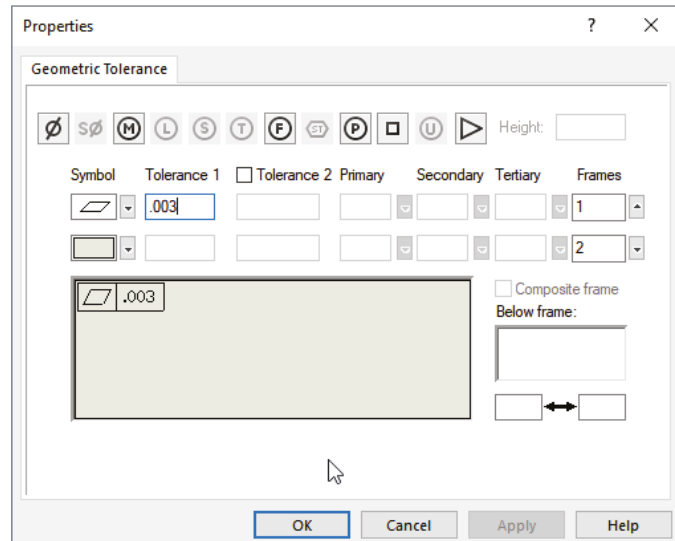 Properties ?
Geometric Tolerance
Ø SØ M L S T F ST P U Height:
Symbol Tolerance 1 Tolerance 2 Primary Secondary Tertiary Frames
.003 1
2
.003
Composite frame
Below frame:
OK Cancel Apply Help